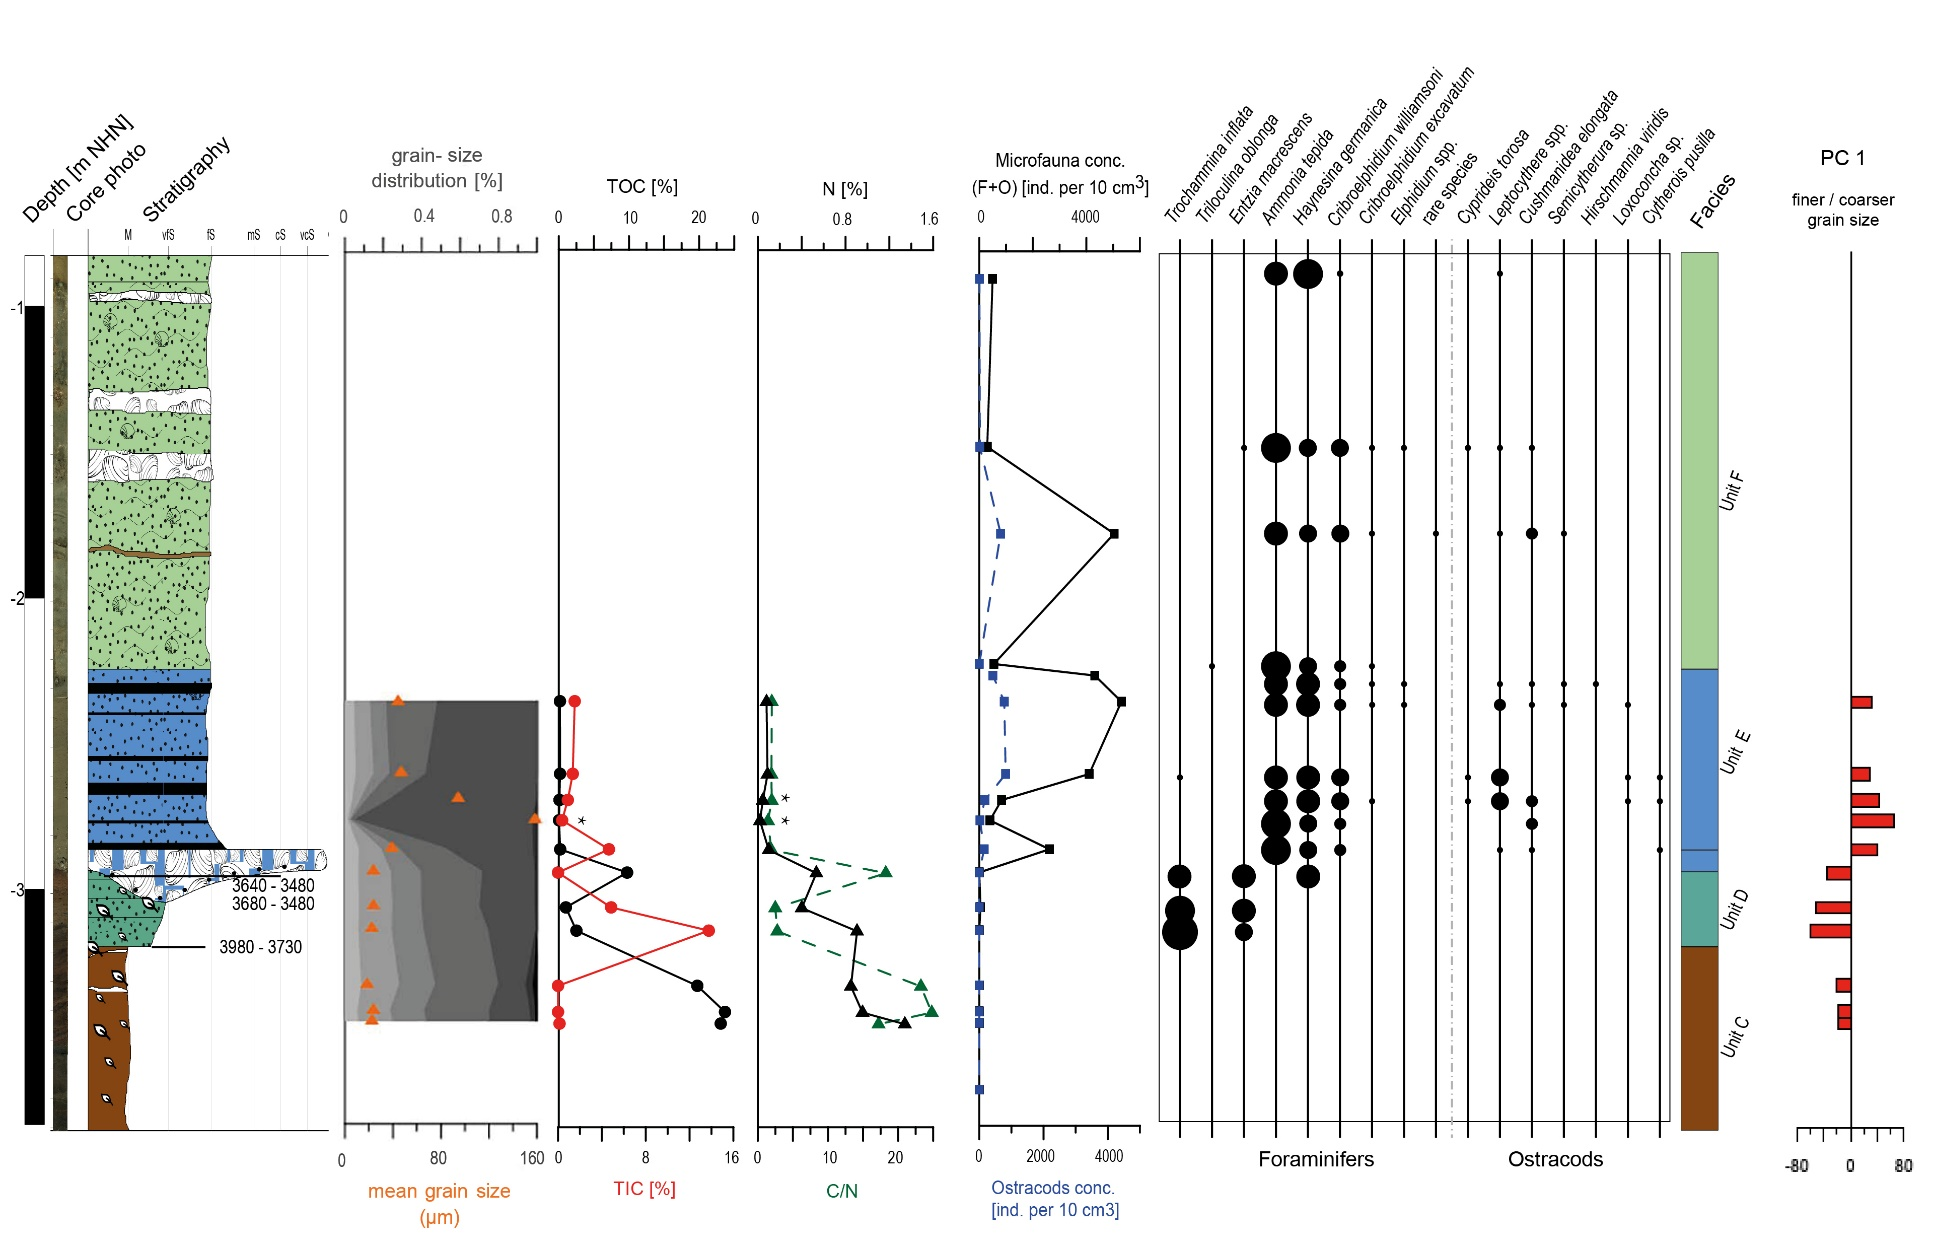 Depth [m NHN]
Core photo
Stratigraphy
M vfS fS mS cS vcS
grain- size
distribution [%]
0 0.4 0.8
TOC [%]
0 10 20
N [%]
0 0.8 1.6
Microfauna conc.
(F+O) [ind. per 10 cm3]
0 4000
Trochammina inflata
Triloculina oblonga
Entzia macrescens
Ammonia tepida
Haynesina germanica
Cribroelphidium williamsoni
Cribroelphidium excavatum
Elphidium spp.
rare species
Cyprideis torosa
Leptocythere spp.
Cushmanidea elongata
Semicytherura sp.
Hirschmannia viridis
Loxoconcha sp.
Cytherois pusilla
Facies
PC 1
finer / coarser
grain size
-1
-2
-3
3640 - 3480
3680 - 3480
3980 - 3730
*
*
*
Unit F
Unit E
Unit D
Unit C
0 80 160
mean grain size
(µm)
0 8 16
TIC [%]
0 10 20
C/N
0 2000 4000
Ostracods conc.
[ind. per 10 cm3]
Foraminifers
Ostracods
-80 0 80